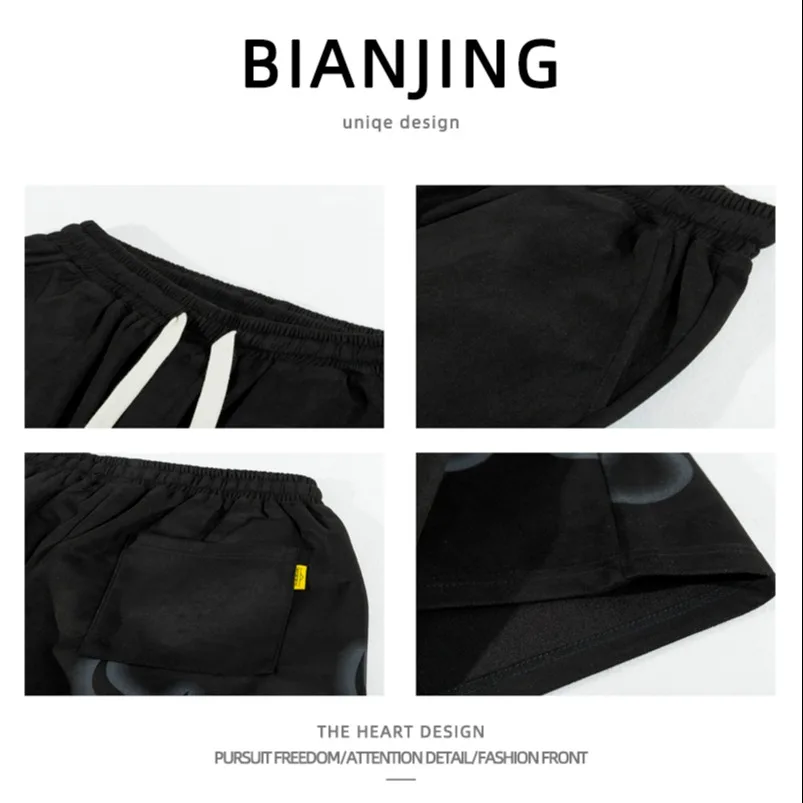 BIANJING
uniqe design
THE HEART DESIGN
PURSUIT FREEDOM/ATTENTION DETAIL/FASHION FRONT